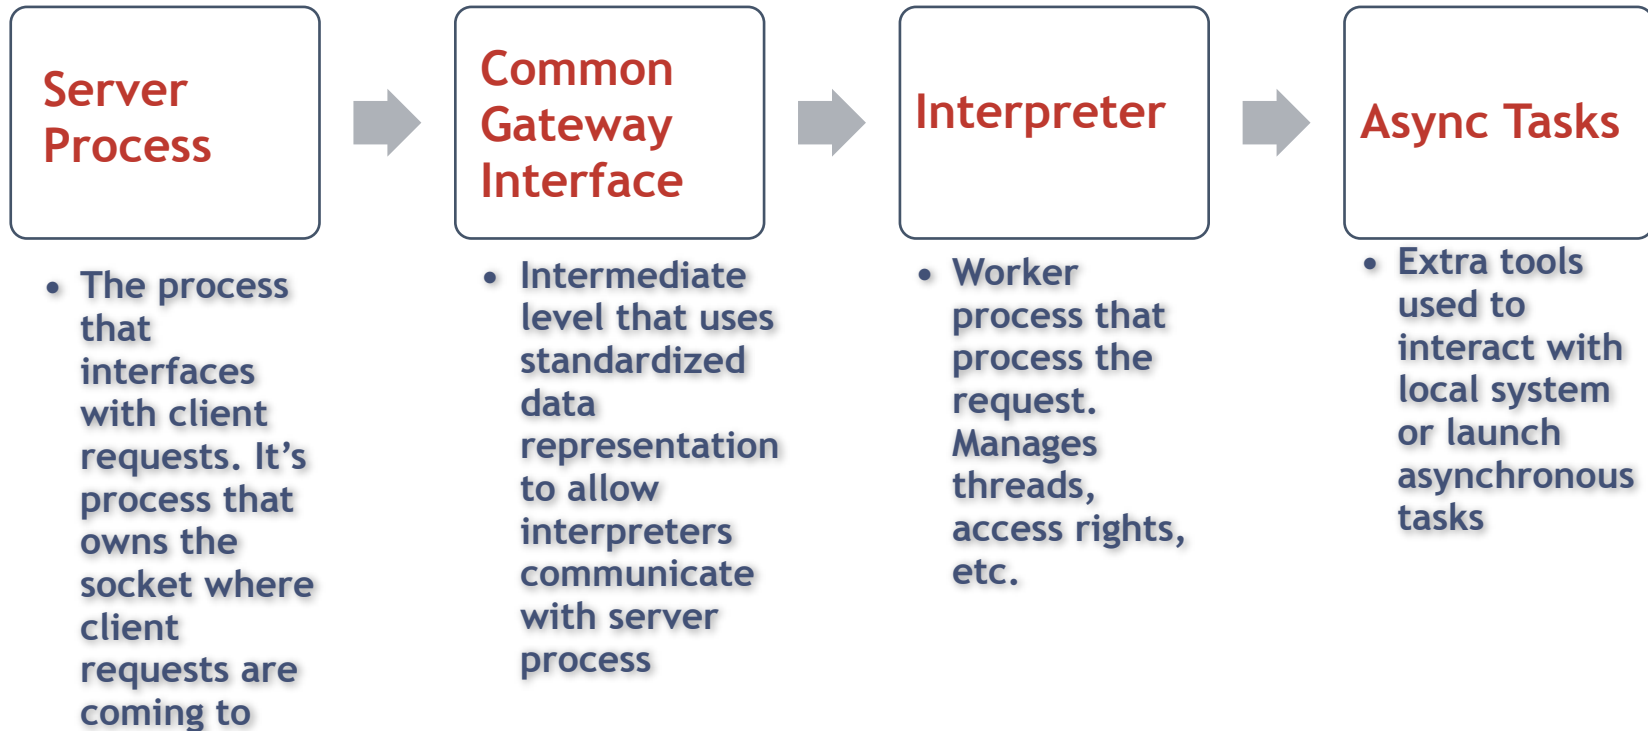 Server
Process
Common
Gateway
Interface
Interpreter
Async Tasks
• The process
that
interfaces
with client
requests. It’s
process that
owns the
socket where
client
requests are
coming to
• Intermediate
level that uses
standardized
data
representation
to allow
interpreters
communicate
with server
process
• Worker
process that
process the
request.
Manages
threads,
access rights,
etc.
• Extra tools
used to
interact with
local system
or launch
asynchronous
tasks